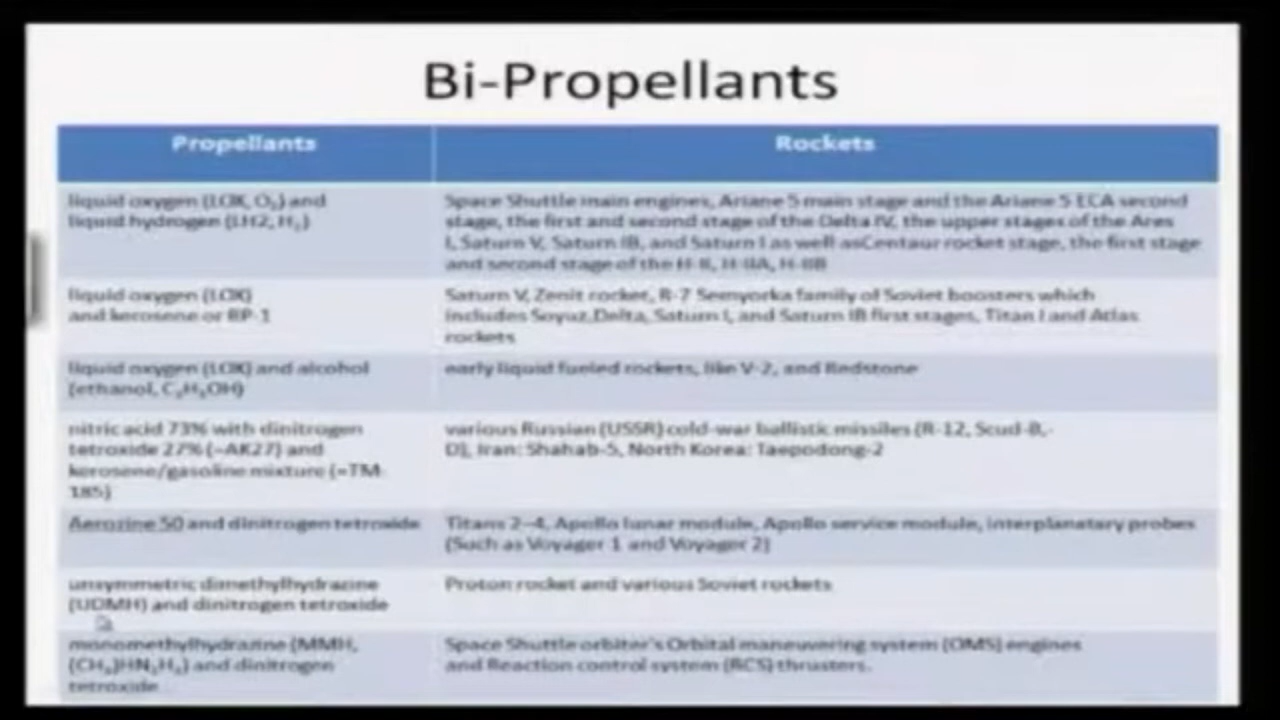 Bi-Propellants
Propellants
Rockets
liquid oxygen (LOX, O₂) and
liquid hydrogen (LH2, H₂)
Space Shuttle main engines, Ariane 5 main stage and the Ariane 5 ECA second
stage, the first and second stage of the Delta IV, the upper stages of the Ares
I, Saturn V, Saturn IB, and Saturn I as well asCentaur rocket stage, the first stage
and second stage of the H-II, H-IIA, H-IIB
liquid oxygen (LOX)
and kerosene or RP-1
Saturn V, Zenit rocket, R-7 Semyorka family of Soviet boosters which
includes Soyuz,Delta, Saturn I, and Saturn IB first stages, Titan I and Atlas
rockets
liquid oxygen (LOX) and alcohol
(ethanol, C₂H₅OH)
early liquid fueled rockets, like V-2, and Redstone
nitric acid 73% with dinitrogen
tetroxide 27% (=AK27) and
kerosene/gasoline mixture (=TM-
185)
various Russian (USSR) cold-war ballistic missiles (R-12, Scud-B,-
D), Iran: Shahab-5, North Korea: Taepodong-2
Aerozine 50 and dinitrogen tetroxide
Titans 2–4, Apollo lunar module, Apollo service module, interplanatary probes
(Such as Voyager 1 and Voyager 2)
unsymmetric dimethylhydrazine
(UDMH) and dinitrogen tetroxide
Proton rocket and various Soviet rockets
monomethylhydrazine (MMH,
(CH₃)HN₂H₂) and dinitrogen
tetroxide
Space Shuttle orbiter's Orbital maneuvering system (OMS) engines
and Reaction control system (RCS) thrusters.